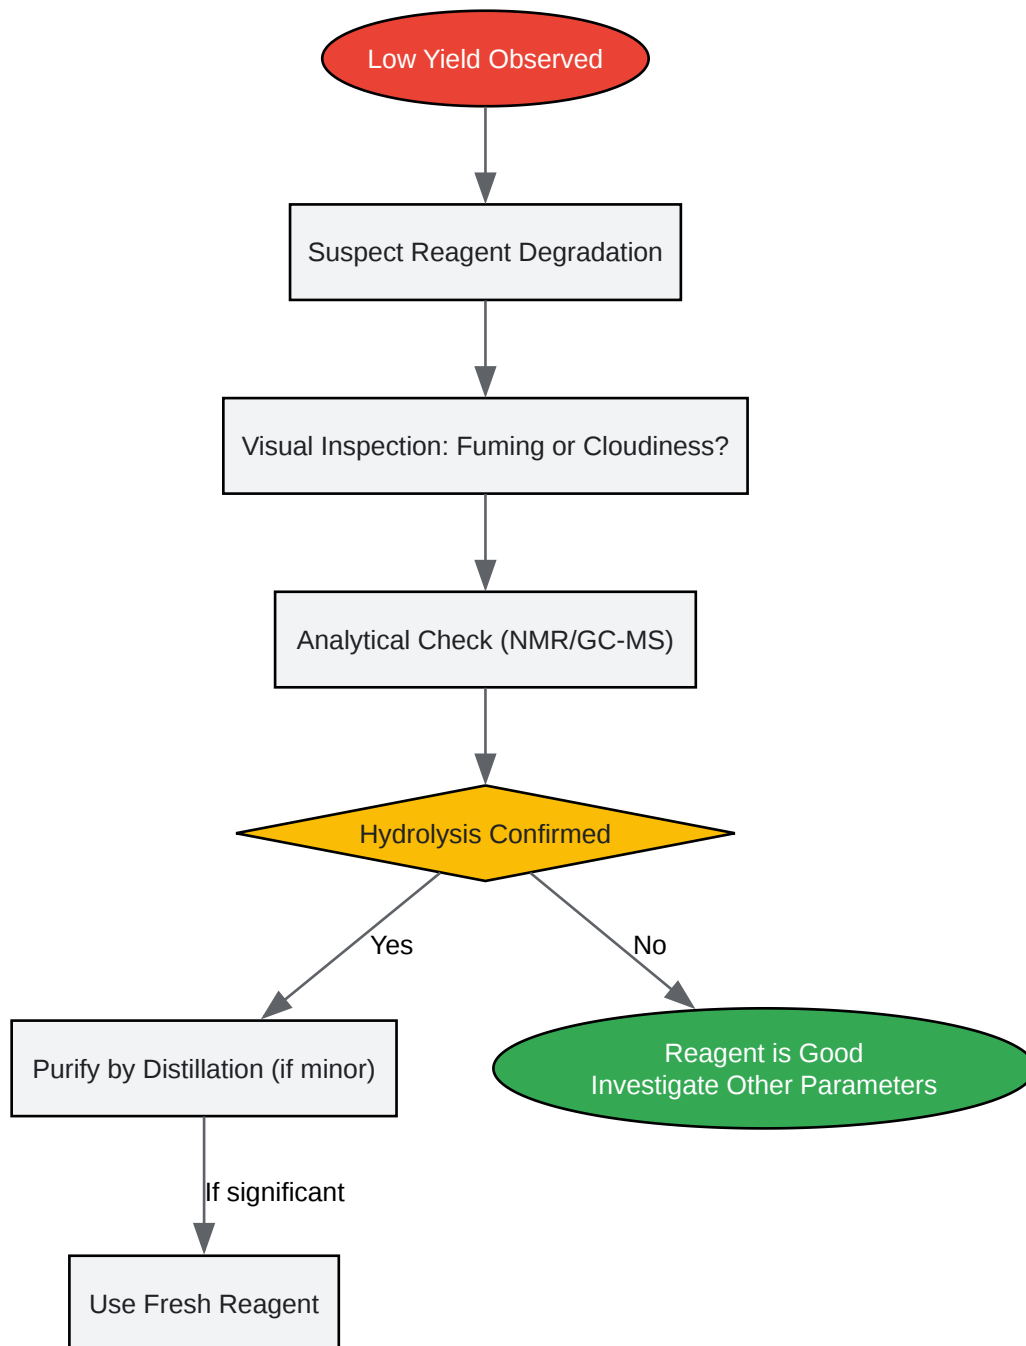 Low Yield Observed
Suspect Reagent Degradation
Visual Inspection: Fuming or Cloudiness?
Analytical Check (NMR/GC-MS)
Hydrolysis Confirmed
Yes
No
Purify by Distillation (if minor)
Reagent is Good
Investigate Other Parameters
If significant
Use Fresh Reagent